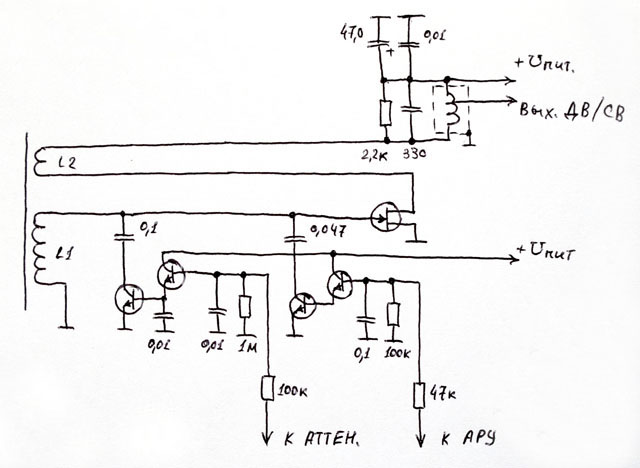 47,0
+
0,01
+ Uпит.
Вых. ДВ/СВ
2,2к
330
L2
0,1
0,047
L1
+Uпит
0,01
0,01
1м
0,1
100к
100к
47к
К АТТЕН.
К АРУ